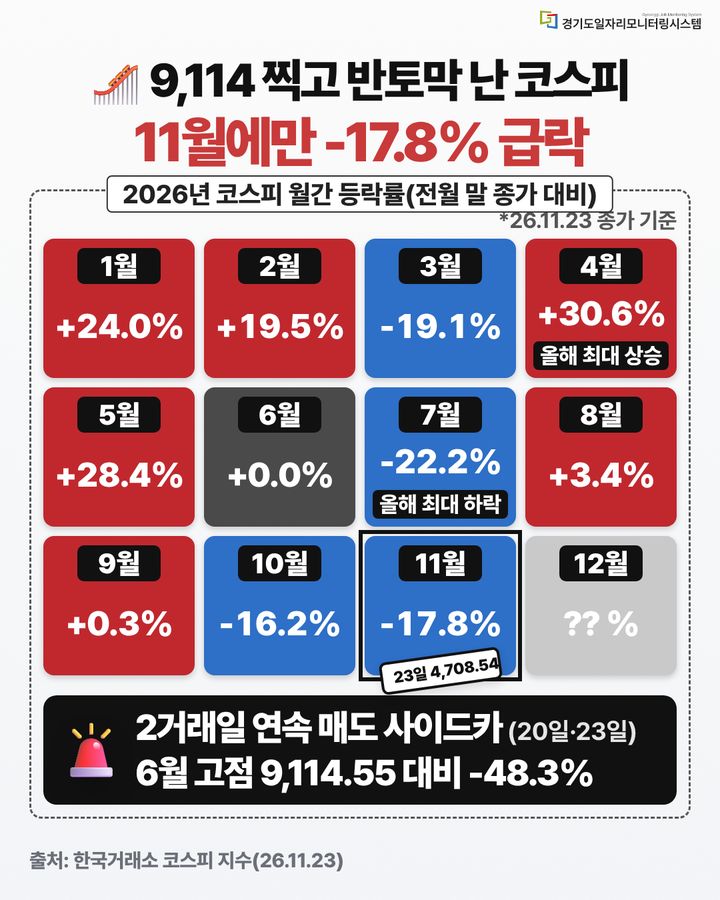 Gyeonggi Job Monitoring System
경기도일자리모니터링시스템
9,114 찍고 반토막 난 코스피
11월에만 -17.8% 급락
2026년 코스피 월간 등락률(전월 말 종가 대비)
*26.11.23 종가 기준
1월
+24.0%
2월
+19.5%
3월
-19.1%
4월
+30.6%
올해 최대 상승
5월
+28.4%
6월
+0.0%
7월
-22.2%
올해 최대 하락
8월
+3.4%
9월
+0.3%
10월
-16.2%
11월
-17.8%
23일 4,708.54
12월
?? %
2거래일 연속 매도 사이드카 (20일·23일)
6월 고점 9,114.55 대비 -48.3%
출처: 한국거래소 코스피 지수(26.11.23)